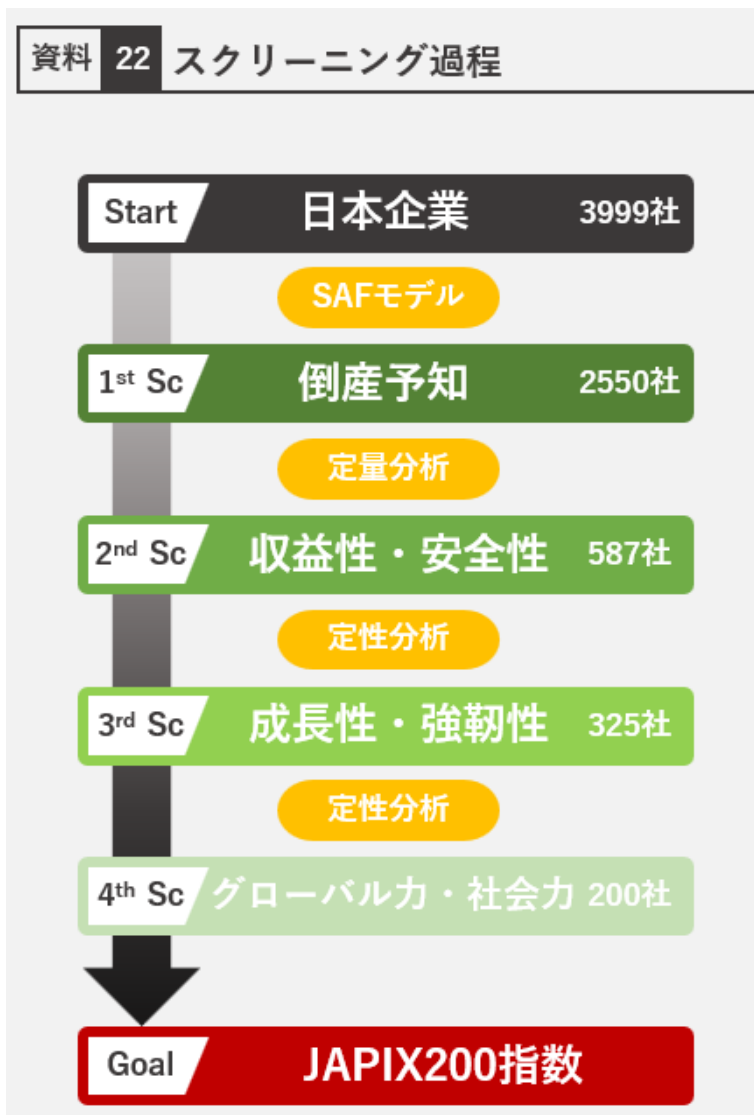 資料 22 スクリーニング過程
Start 日本企業 3999社
SAFモデル
1st Sc 倒産予知 2550社
定量分析
2nd Sc 収益性・安全性 587社
定性分析
3rd Sc 成長性・強靭性 325社
定性分析
4th Sc グローバル力・社会力 200社
Goal JAPIX200指数